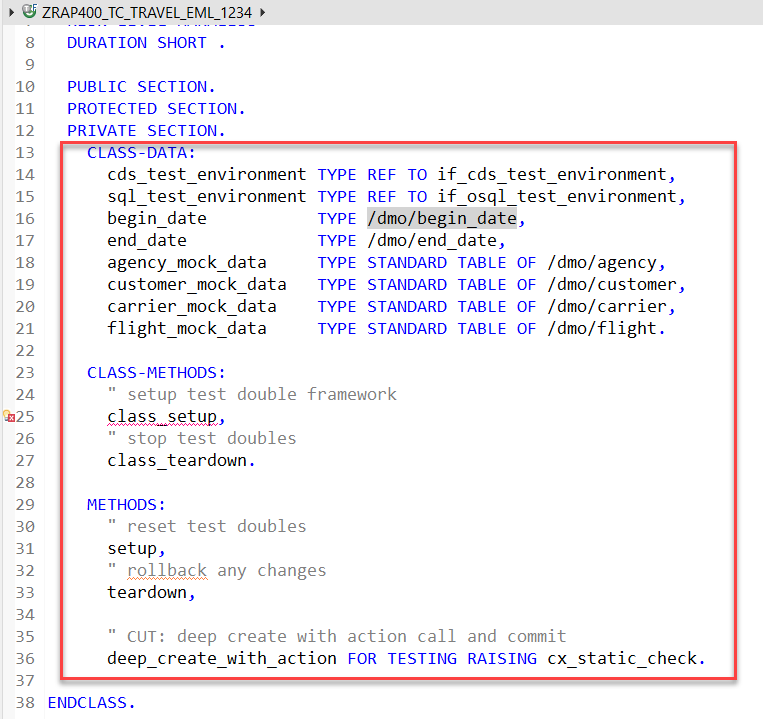 ZRAP400_TC_TRAVEL_EML_1234
8 DURATION SHORT .
9
10 PUBLIC SECTION.
11 PROTECTED SECTION.
12 PRIVATE SECTION.
13 CLASS-DATA:
14 cds_test_environment TYPE REF TO if_cds_test_environment,
15 sql_test_environment TYPE REF TO if_osql_test_environment,
16 begin_date TYPE /dmo/begin_date,
17 end_date TYPE /dmo/end_date,
18 agency_mock_data TYPE STANDARD TABLE OF /dmo/agency,
19 customer_mock_data TYPE STANDARD TABLE OF /dmo/customer,
20 carrier_mock_data TYPE STANDARD TABLE OF /dmo/carrier,
21 flight_mock_data TYPE STANDARD TABLE OF /dmo/flight.
22
23 CLASS-METHODS:
24 " setup test double framework
25 class_setup,
26 " stop test doubles
27 class_teardown.
28
29 METHODS:
30 " reset test doubles
31 setup,
32 " rollback any changes
33 teardown,
34
35 " CUT: deep create with action call and commit
36 deep_create_with_action FOR TESTING RAISING cx_static_check.
37
38 ENDCLASS.